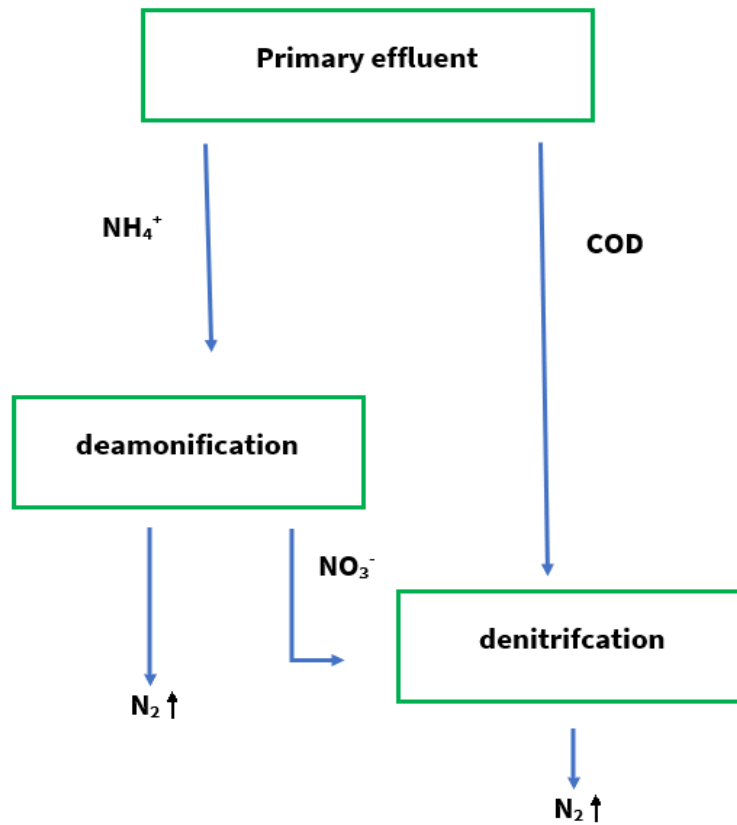 Primary effluent
NH₄⁺
COD
deamonification
NO₃⁻
denitrifcation
N₂
N₂